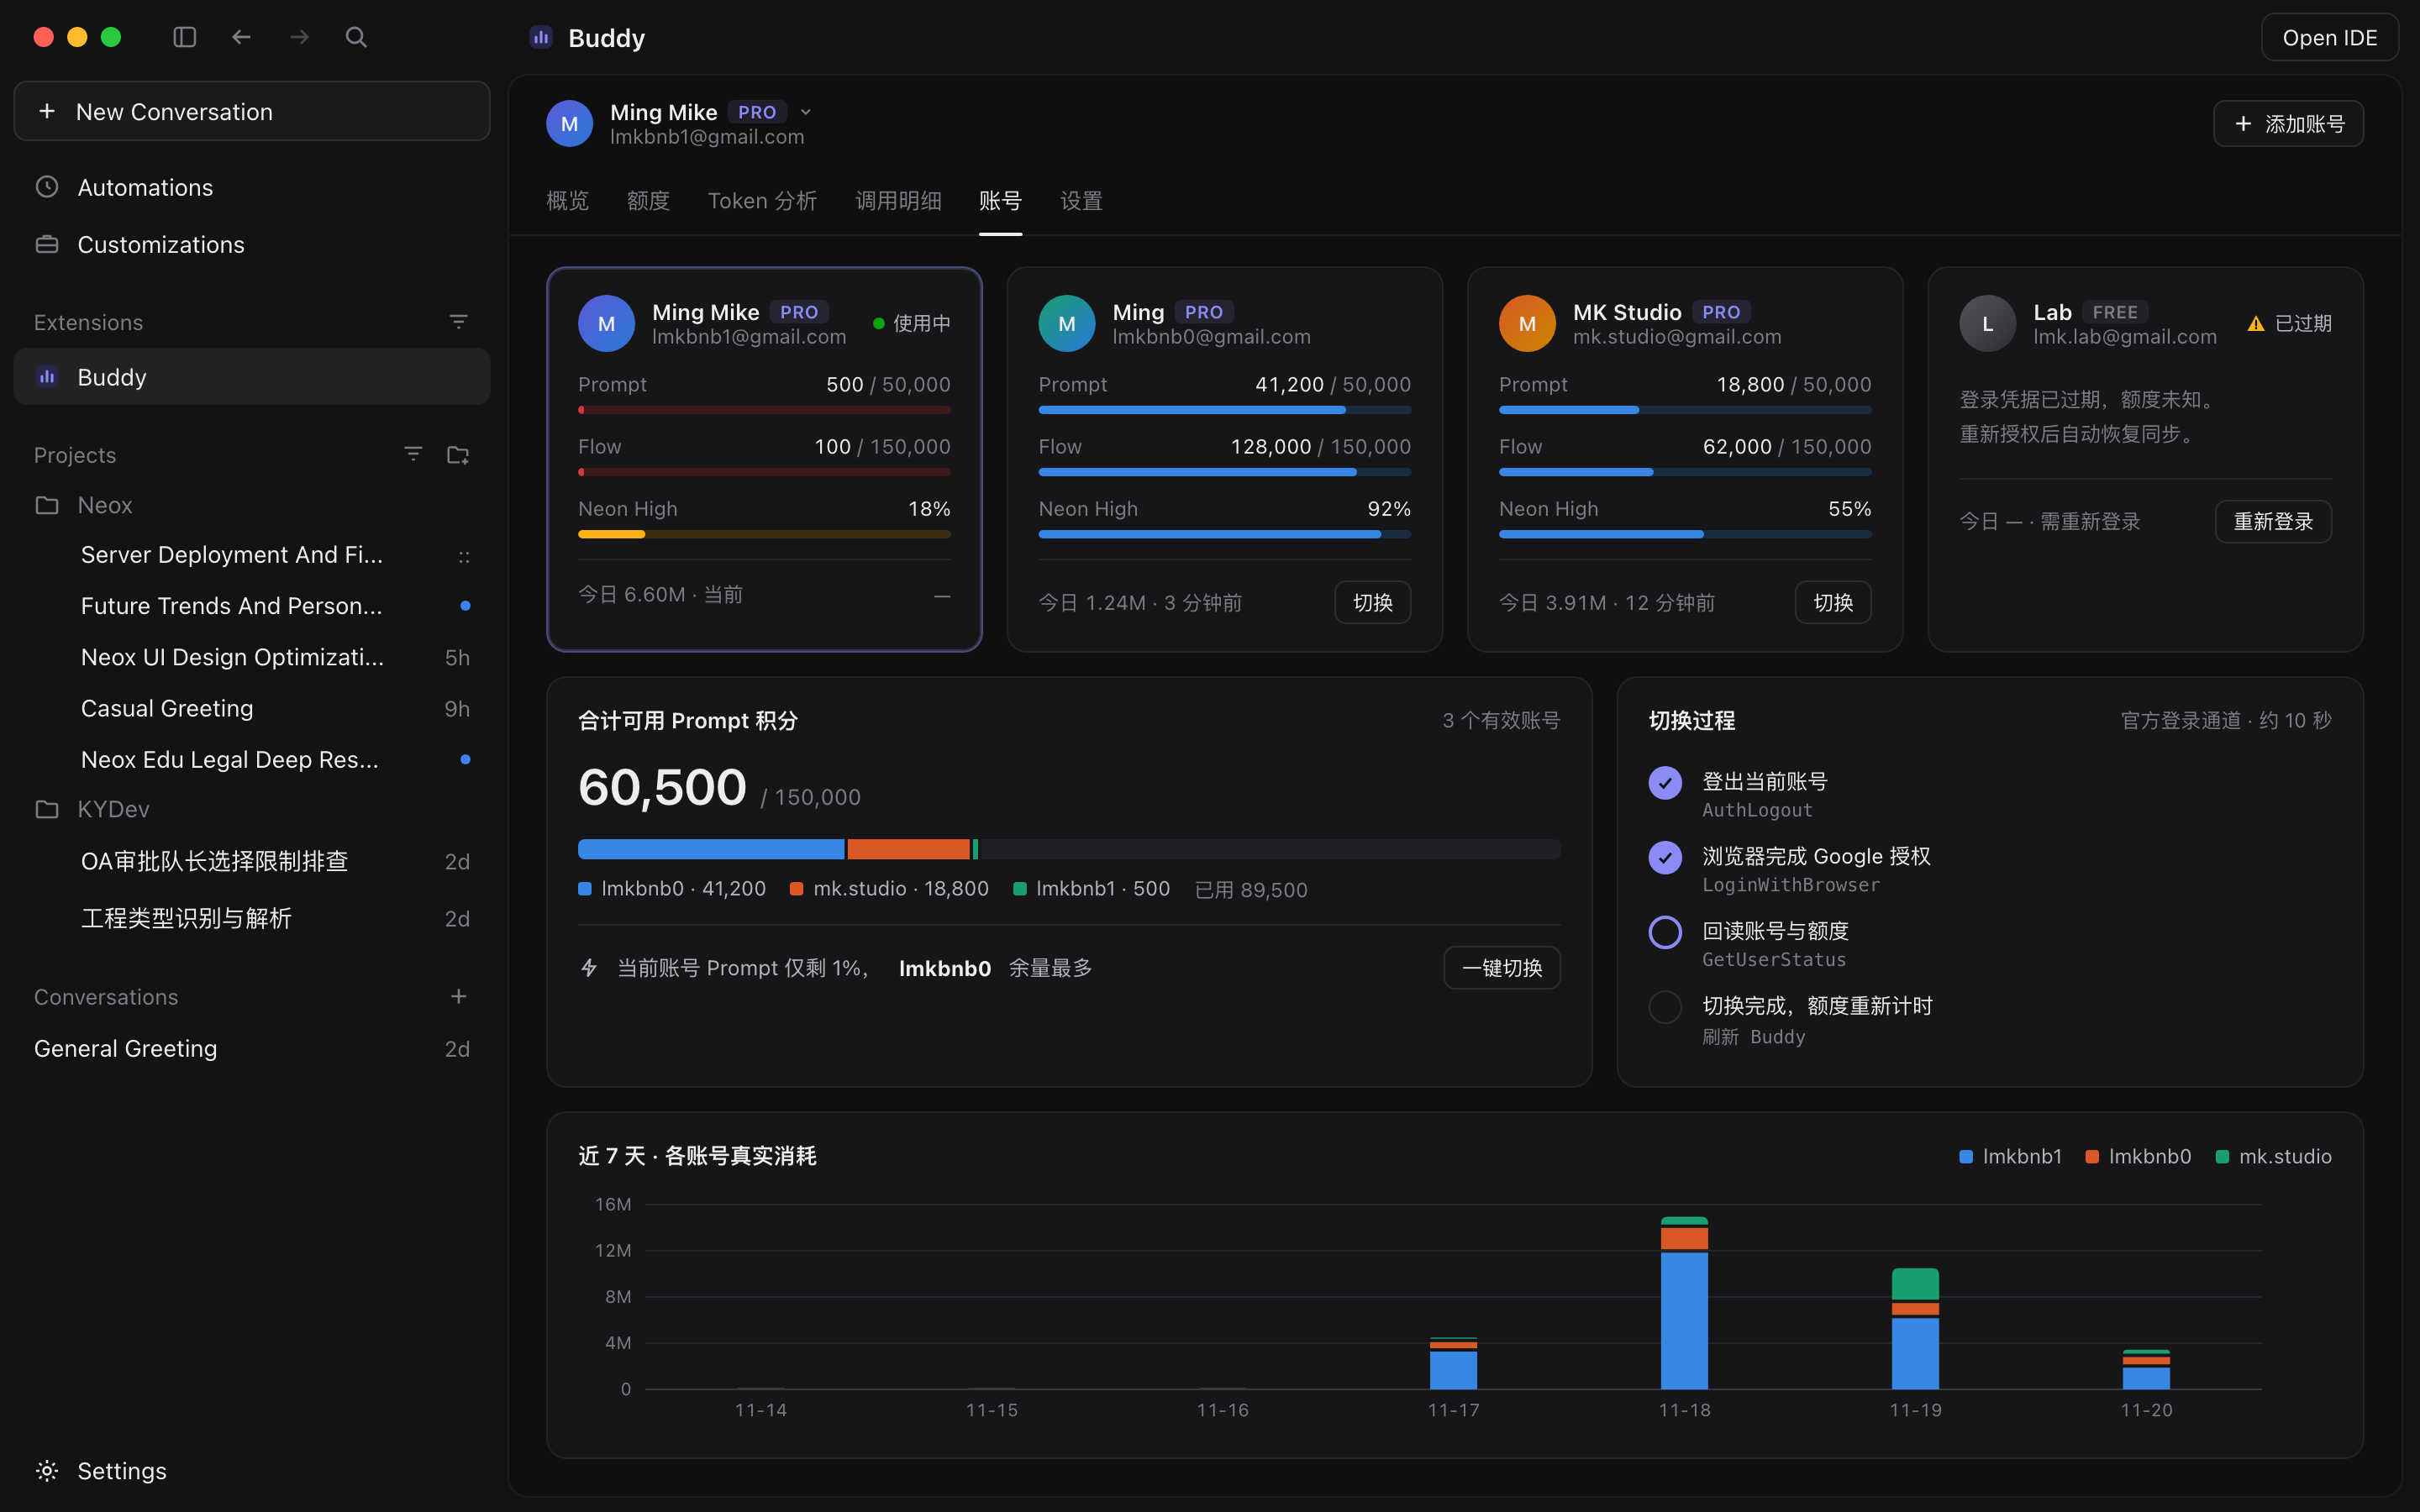 Buddy
Open IDE
New Conversation
Automations
Customizations
Extensions
Buddy
Projects
Neox
Server Deployment And Fi...
Future Trends And Person...
Neox UI Design Optimizati... 5h
Casual Greeting 9h
Neox Edu Legal Deep Res...
KYDev
OA审批队长选择限制排查 2d
工程类型识别与解析 2d
Conversations
General Greeting 2d
Settings
M
Ming Mike PRO
lmkbnb1@gmail.com
添加账号
概览 额度 Token 分析 调用明细 账号 设置
M
Ming Mike PRO
lmkbnb1@gmail.com
使用中
Prompt 500 / 50,000
Flow 100 / 150,000
Neon High 18%
今日 6.60M · 当前 —
M
Ming PRO
lmkbnb0@gmail.com
Prompt 41,200 / 50,000
Flow 128,000 / 150,000
Neon High 92%
今日 1.24M · 3 分钟前 切换
M
MK Studio PRO
mk.studio@gmail.com
Prompt 18,800 / 50,000
Flow 62,000 / 150,000
Neon High 55%
今日 3.91M · 12 分钟前 切换
L
Lab FREE
lmk.lab@gmail.com
已过期
登录凭据已过期，额度未知。
重新授权后自动恢复同步。
今日 — · 需重新登录 重新登录
合计可用 Prompt 积分 3 个有效账号
60,500 / 150,000
lmkbnb0 · 41,200 mk.studio · 18,800 lmkbnb1 · 500 已用 89,500
当前账号 Prompt 仅剩 1%， lmkbnb0 余量最多 一键切换
切换过程 官方登录通道 · 约 10 秒
登出当前账号
AuthLogout
浏览器完成 Google 授权
LoginWithBrowser
回读账号与额度
GetUserStatus
切换完成，额度重新计时
刷新 Buddy
近 7 天 · 各账号真实消耗 lmkbnb1 lmkbnb0 mk.studio
16M
12M
8M
4M
0
11-14 11-15 11-16 11-17 11-18 11-19 11-20